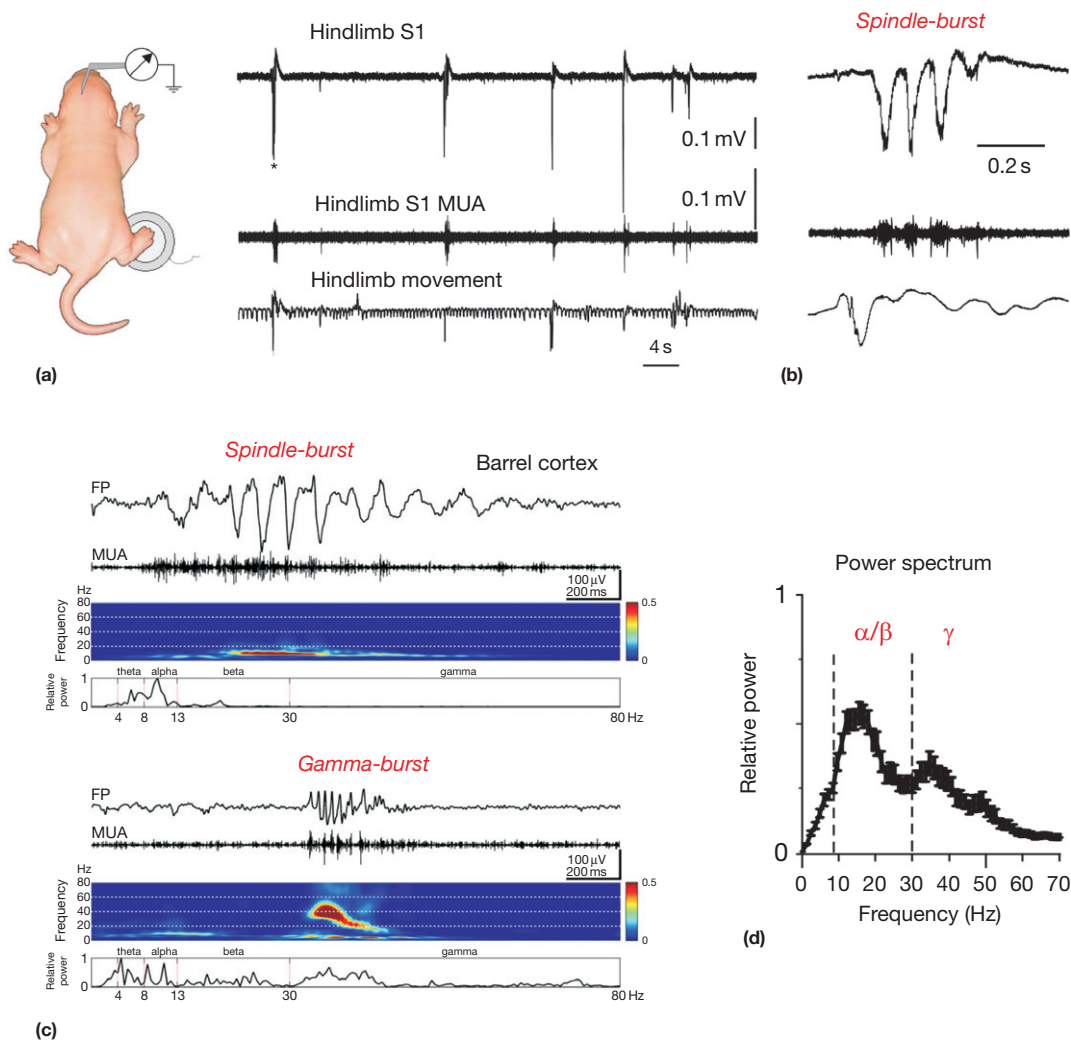 Hindlimb S1
0.1 mV
*
0.1 mV
Hindlimb S1 MUA
Hindlimb movement
4 s
(a)
Spindle-burst
0.2 s
(b)
Spindle-burst
Barrel cortex
FP
MUA
100 µV
200 ms
Hz
80
60
40
20
0
Frequency
0.5
0
theta alpha beta gamma
Relative power
1
0
4 8 13 30 80 Hz
Gamma-burst
FP
MUA
100 µV
200 ms
Hz
80
60
40
20
0
Frequency
0.5
0
theta alpha beta gamma
Relative power
1
0
4 8 13 30 80 Hz
(c)
Power spectrum
1
α/β γ
Relative power
0
0 10 20 30 40 50 60 70
Frequency (Hz)
(d)